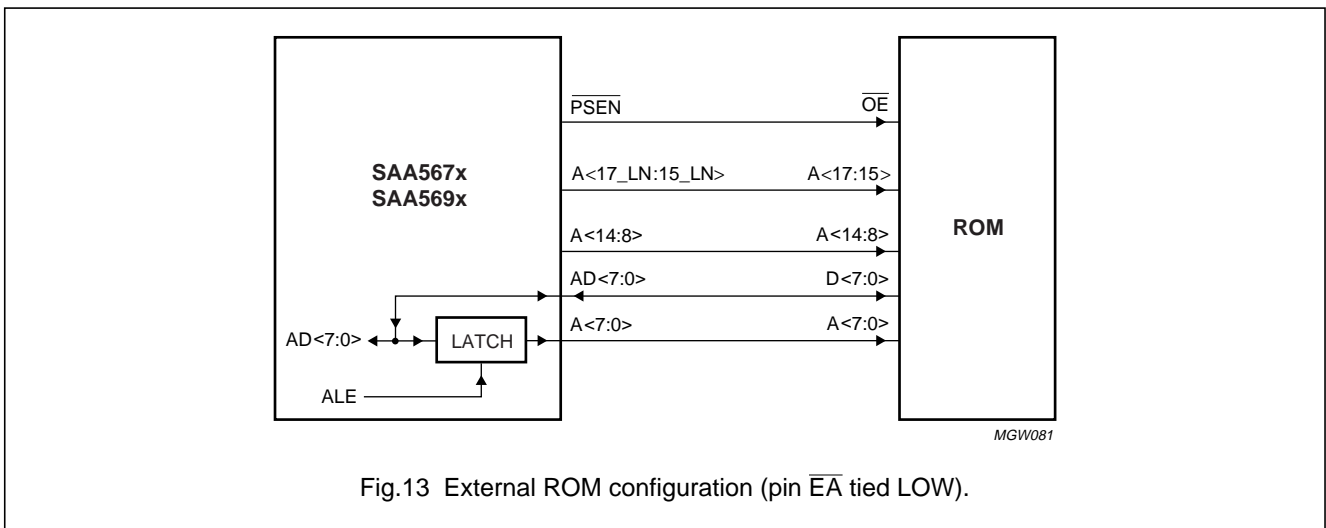 PSEN OE
SAA567x
SAA569x
A<17_LN:15_LN> A<17:15>
ROM
A<14:8> A<14:8>
AD<7:0> D<7:0>
A<7:0> A<7:0>
AD<7:0> LATCH
ALE
MGW081
Fig.13 External ROM configuration (pin EA tied LOW).